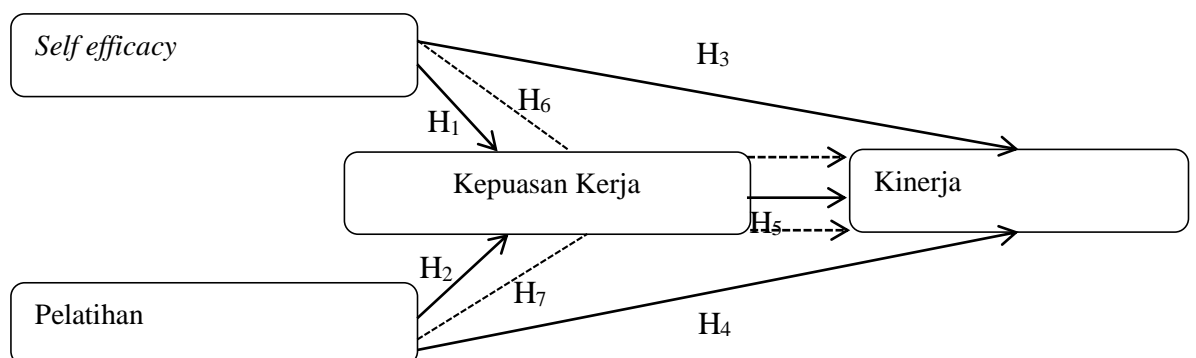 Self efficacy
H3
H6
H1
Kepuasan Kerja
Kinerja
H5
H2
H7
Pelatihan
H4